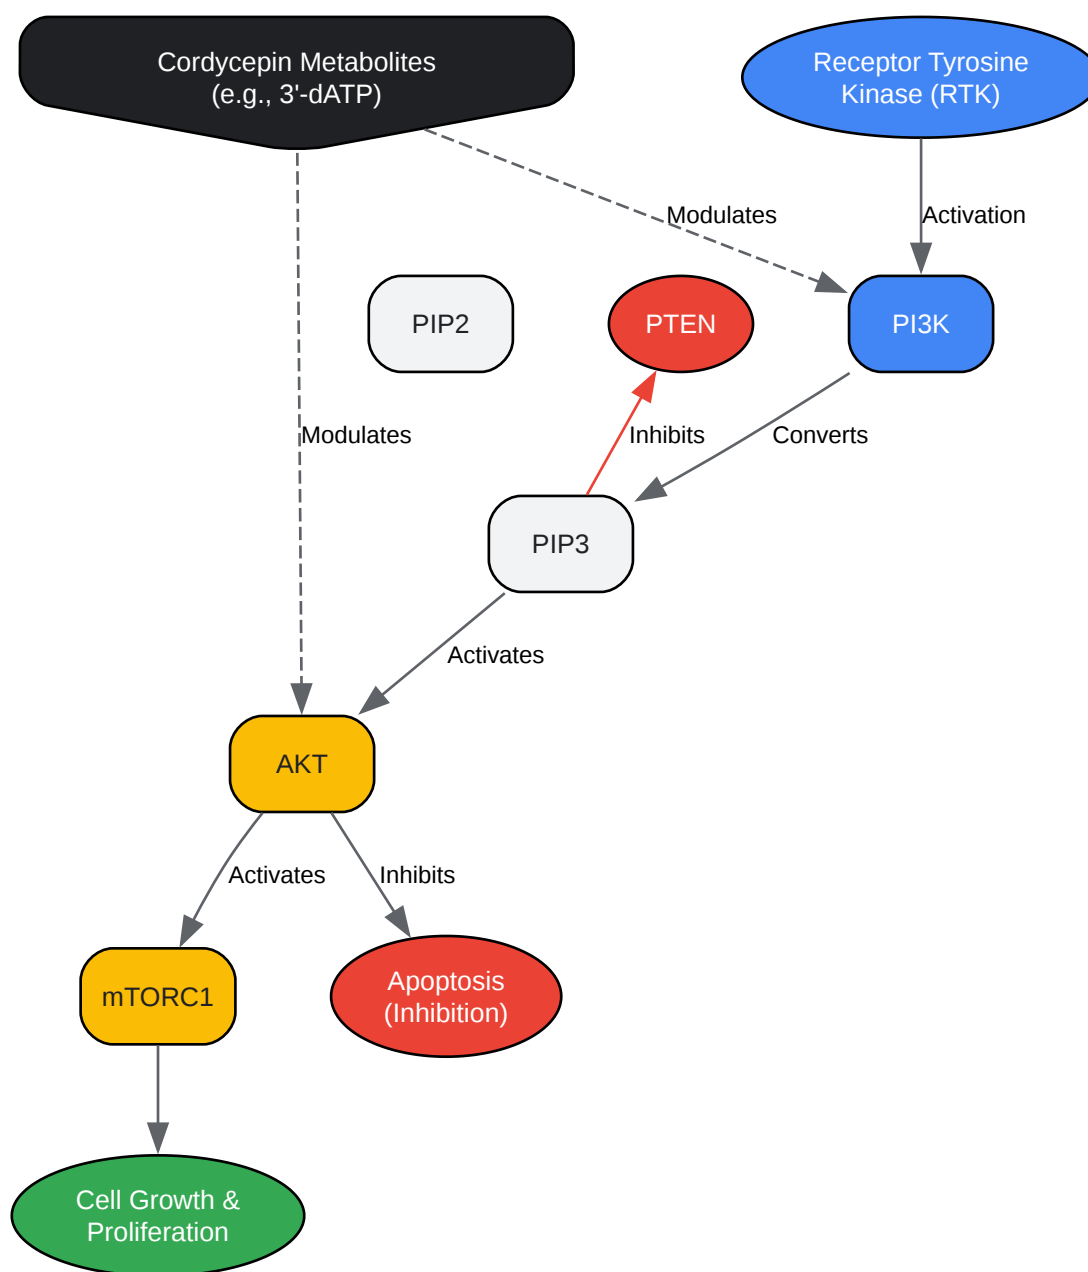 Cordycepin Metabolites
(e.g., 3'-dATP)
Receptor Tyrosine
Kinase (RTK)
Modulates
Activation
PIP2
PTEN
PI3K
Modulates
Inhibits
Converts
PIP3
Activates
AKT
Activates
Inhibits
mTORC1
Apoptosis
(Inhibition)
Cell Growth &
Proliferation